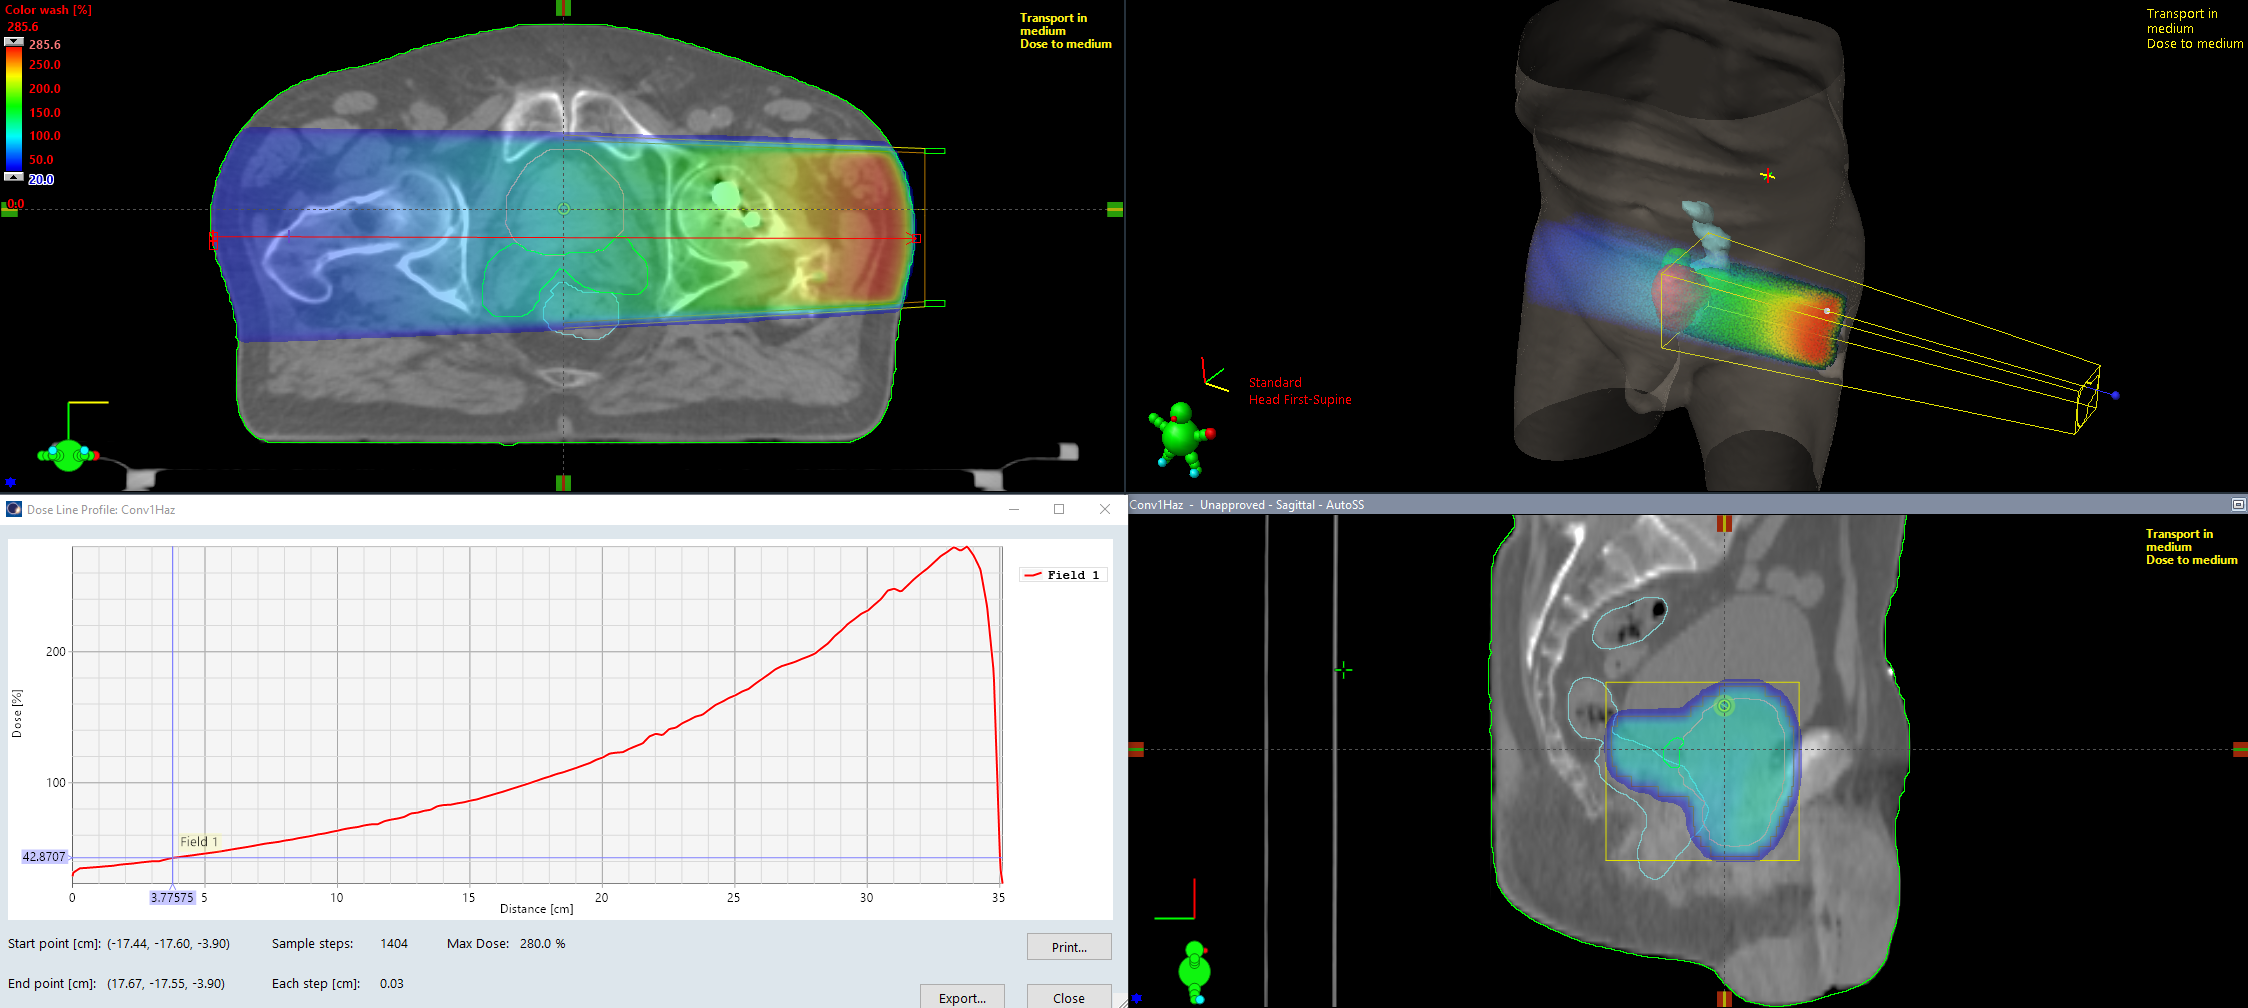 Color wash [%]
285.6
285.6
250.0
200.0
150.0
100.0
50.0
20.0
0.0
Transport in
medium
Dose to medium
Transport in
medium
Dose to medium
Standard
Head First-Supine
Dose Line Profile: Conv1Haz
Dose [%]
200
100
42.8707
Field 1
Field 1
0
3.77575
5
10
15
20
25
30
35
Distance [cm]
Start point [cm]: (-17.44, -17.60, -3.90) Sample steps: 1404 Max Dose: 280.0 %
Print...
End point [cm]: (17.67, -17.55, -3.90) Each step [cm]: 0.03
Export... Close
Conv1Haz - Unapproved - Sagittal - AutoSS
Transport in
medium
Dose to medium